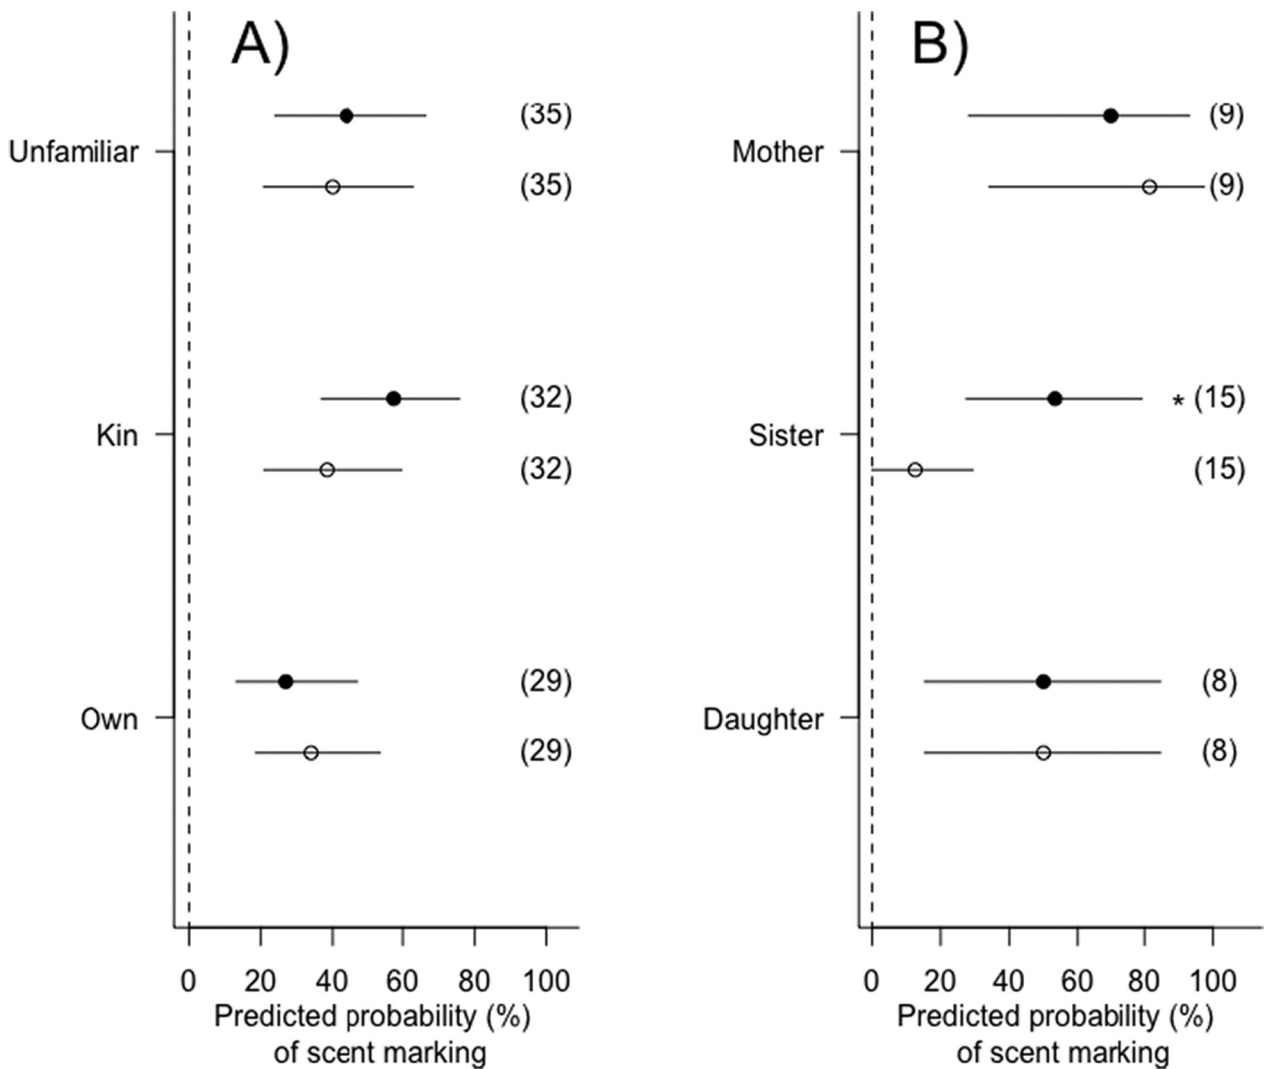 A)
Unfamiliar
(35)
(35)
Kin
(32)
(32)
Own
(29)
(29)
0 20 40 60 80 100
Predicted probability (%)
of scent marking
B)
Mother
(9)
(9)
Sister
* (15)
(15)
Daughter
(8)
(8)
0 20 40 60 80 100
Predicted probability (%)
of scent marking